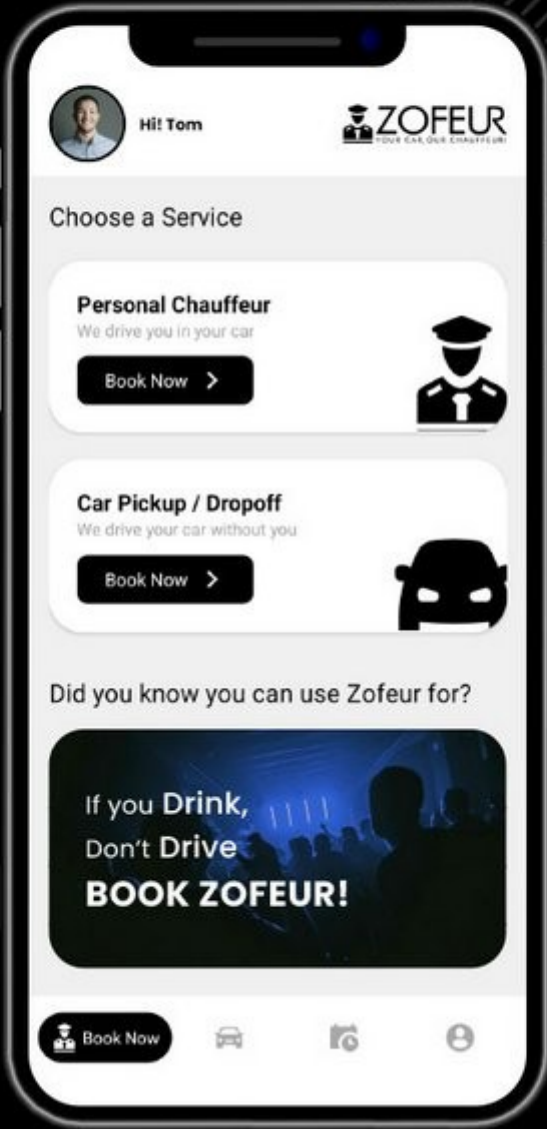 Hi! Tom
ZOFEUR
YOUR CAR, OUR CHAUFFEUR!
Choose a Service
Personal Chauffeur
We drive you in your car
Book Now
Car Pickup / Dropoff
We drive your car without you
Book Now
Did you know you can use Zofeur for?
If you Drink,
Don't Drive
BOOK ZOFEUR!
Book Now